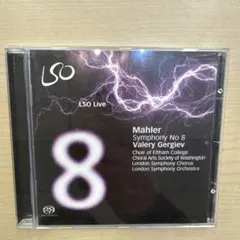 LSO
LSO Live
Mahler
Symphony No 8
Valery Gergiev
Choir of Eltham College
Choral Arts Society of Washington
London Symphony Chorus
London Symphony Orchestra
8